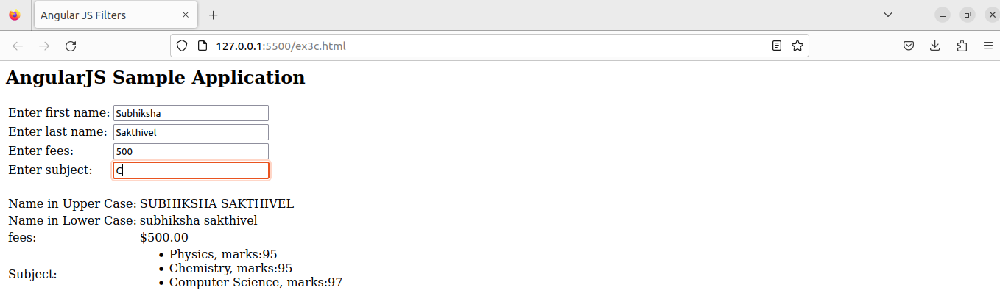 Angular JS Filters
127.0.0.1:5500/ex3c.html
AngularJS Sample Application
Enter first name: Subhiksha
Enter last name: Sakthivel
Enter fees: 500
Enter subject: C
Name in Upper Case: SUBHIKSHA SAKTHIVEL
Name in Lower Case: subhiksha sakthivel
fees: $500.00
Subject:
• Physics, marks:95
• Chemistry, marks:95
• Computer Science, marks:97